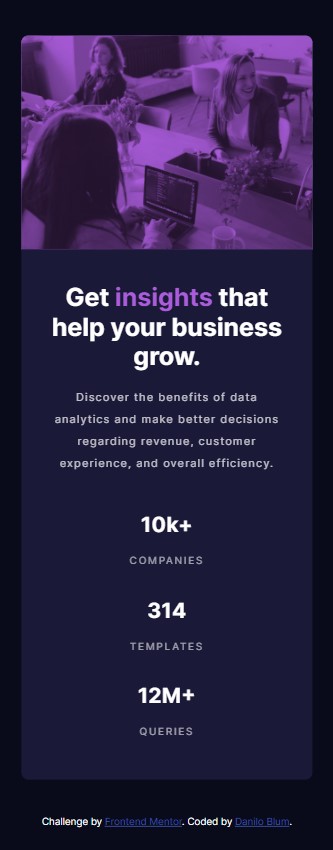 Get insights that
help your business
grow.
Discover the benefits of data
analytics and make better decisions
regarding revenue, customer
experience, and overall efficiency.
10k+
COMPANIES
314
TEMPLATES
12M+
QUERIES
Challenge by Frontend Mentor. Coded by Danilo Blum.